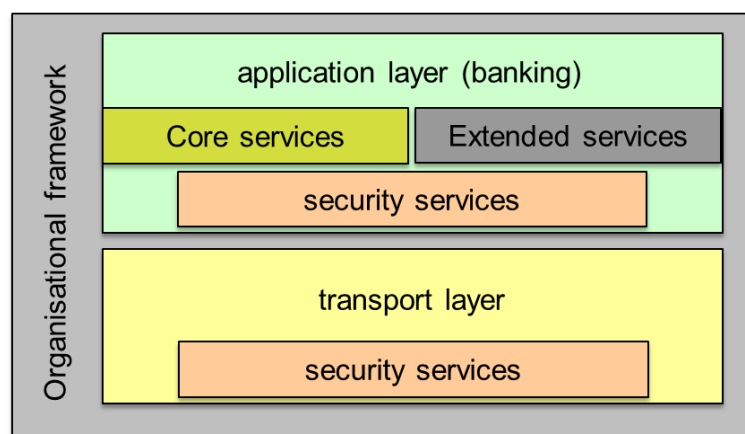 Organisational framework
application layer (banking)
Core services
Extended services
security services
transport layer
security services